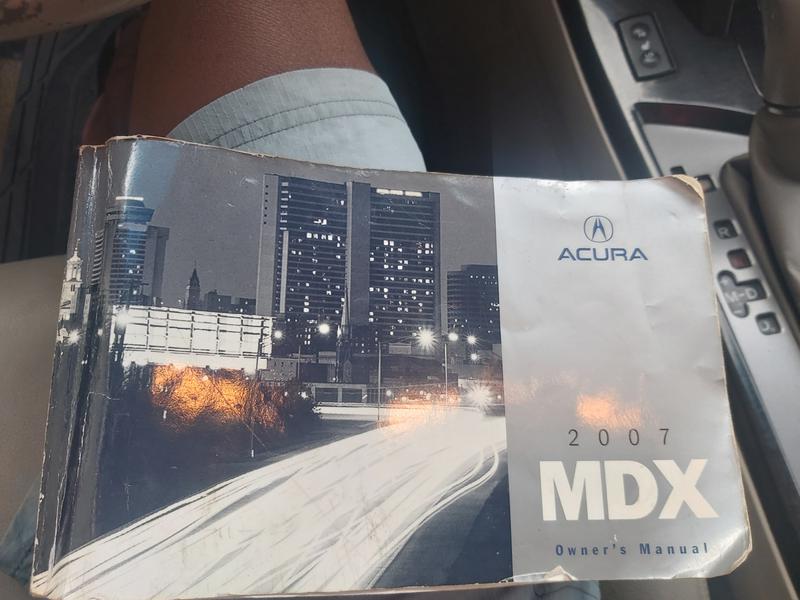 ACURA
2007
MDX
Owner's Manual
R
M-D